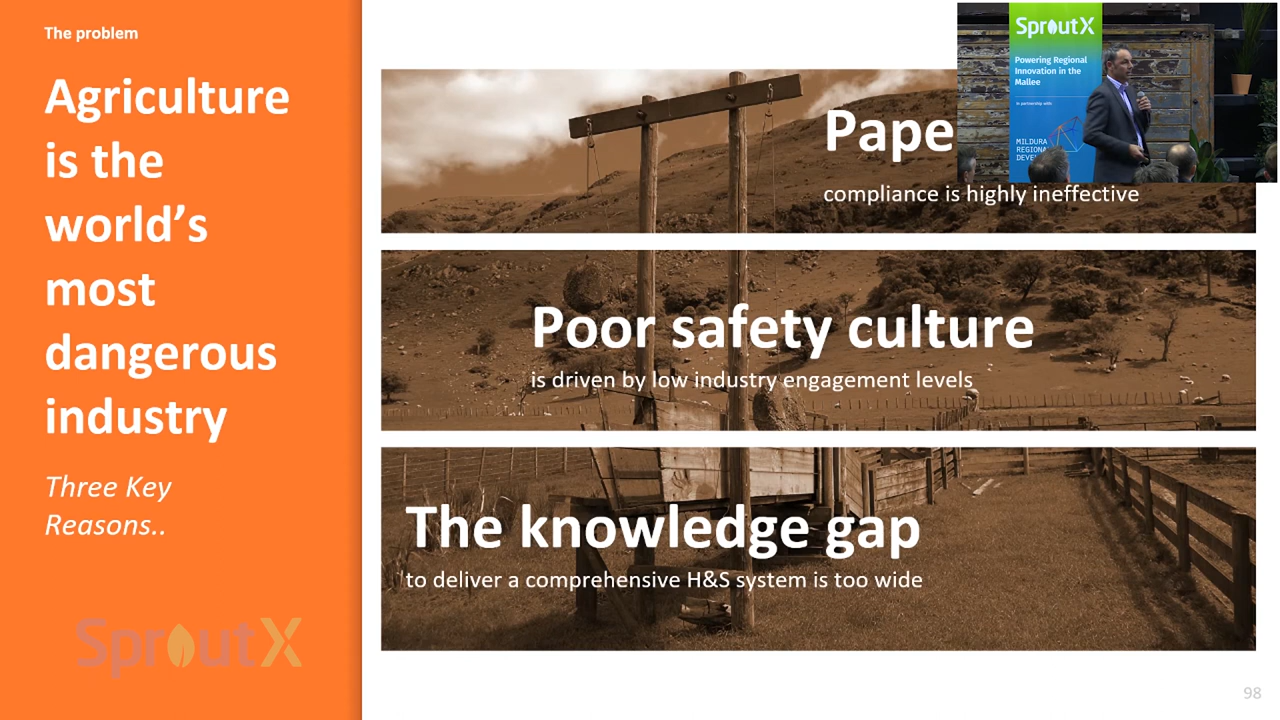 The problem
Agriculture
is the
world's
most
dangerous
industry
Three Key
Reasons..
SproutX
Pape
compliance is highly ineffective
Poor safety culture
is driven by low industry engagement levels
The knowledge gap
to deliver a comprehensive H&S system is too wide
SproutX
Powering Regional
Innovation in the
Mallee
In partnership with:
MILDURA
REGIONA
DEVE
98